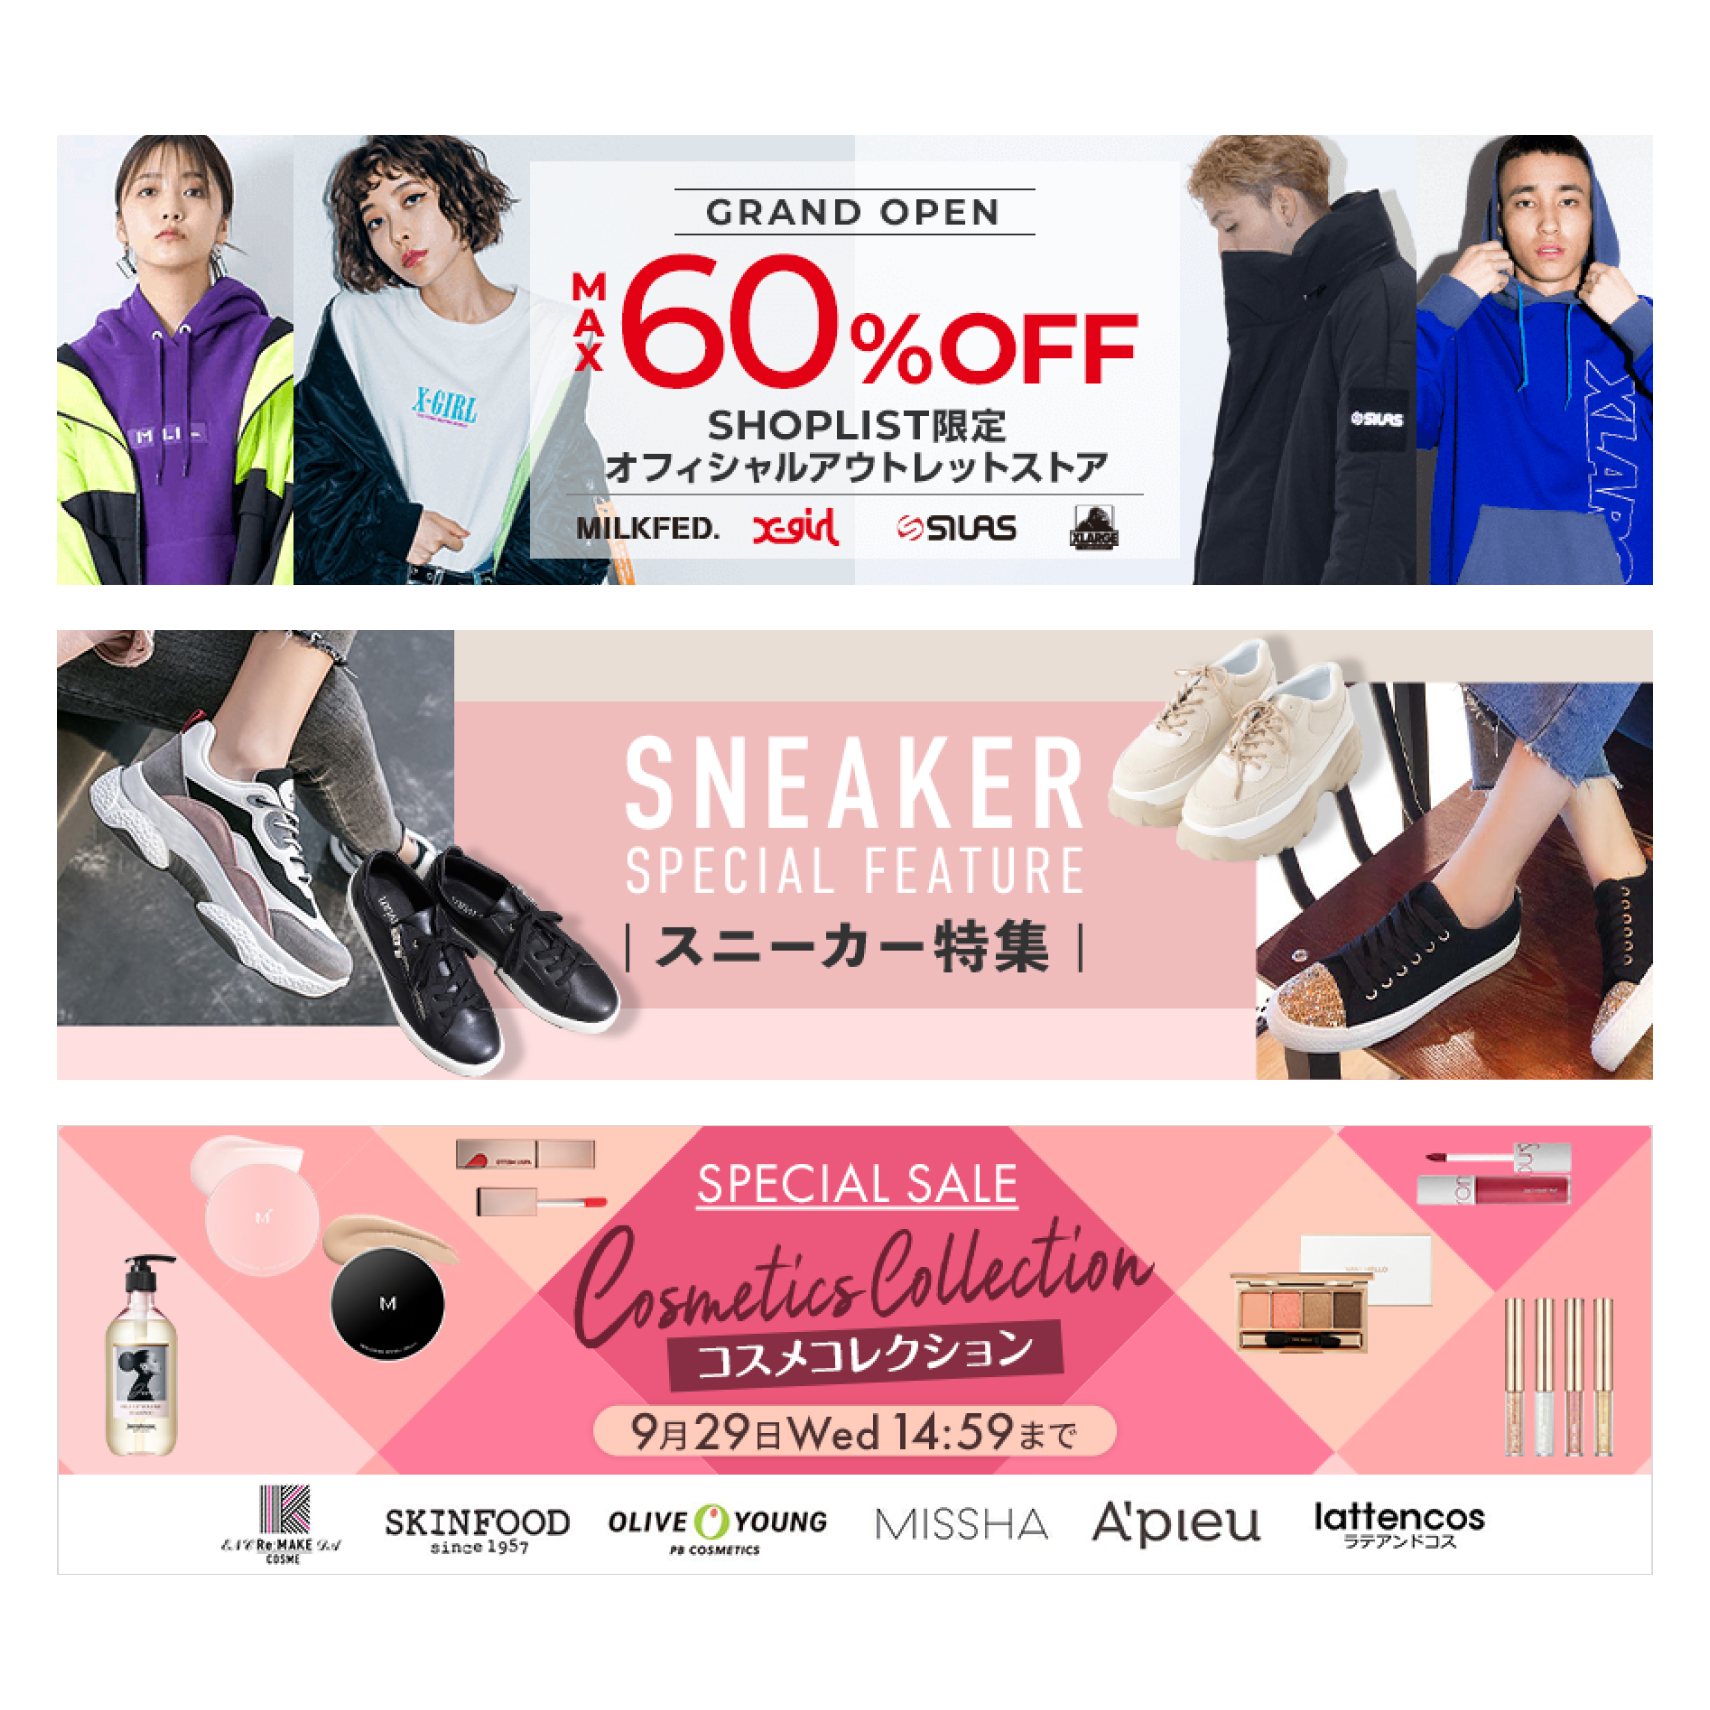 GRAND OPEN
MAX 60%OFF
SHOPLIST限定
オフィシャルアウトレットストア
MILKFED. X-girl SILAS XLARGE
X-GIRL
SILAS
XLARG
SNEAKER
SPECIAL FEATURE
| スニーカー特集 |
SPECIAL SALE
Cosmetics Collection
コスメコレクション
9月29日Wed 14:59まで
M
M
Re:MAKE
COSME
SKINFOOD
since 1957
OLIVE YOUNG
PB COSMETICS
MISSHA
A'PIEU
lattencos
ラテアンドコス